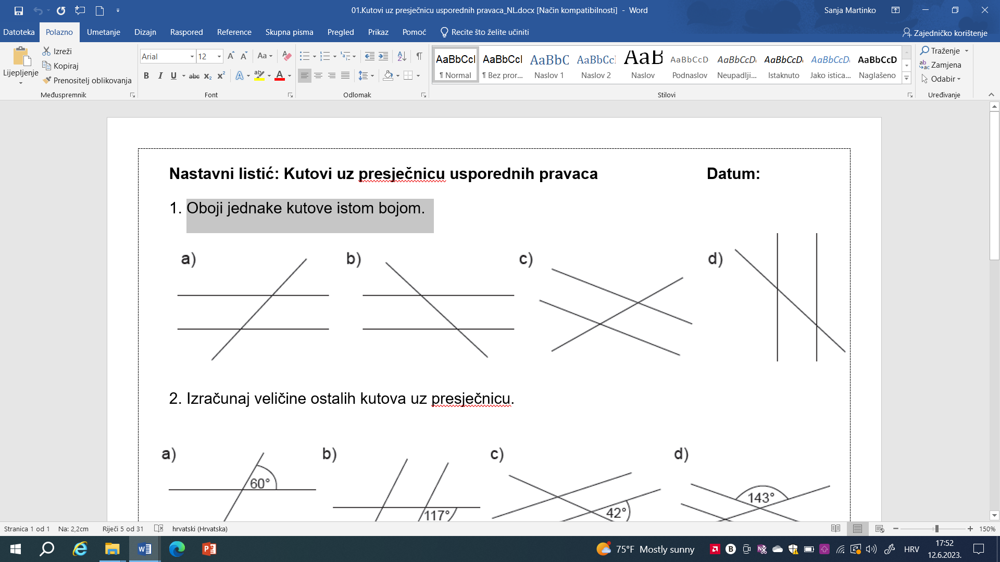 01.Kutovi uz presječnicu usporednih pravaca_NL.docx [Način kompatibilnosti] - Word
Sanja Martinko
Datoteka Polazno Umetanje Dizajn Raspored Reference Skupna pisma Pregled Prikaz Pomoć Recite što želite učiniti Zajedničko korištenje
Lijepljenje
Izreži
Kopiraj
Prenositelj oblikovanja
Međuspremnik
Arial 12
Font
Odlomak
AaBbCcI AaBbCcI AaBbC AaBbCcI AaB AaBbCcD AaBbCcD AaBbCcD AaBbCcD AaBbCcD
¶ Normal ¶ Bez pror... Naslov 1 Naslov 2 Naslov Podnaslov Neupadlji... Istaknuto Jako istica... Naglašeno
Stilovi
Traženje
Zamjena
Odabir
Uređivanje
Nastavni listić: Kutovi uz presječnicu usporednih pravaca Datum:
1. Oboji jednake kutove istom bojom.
a) b) c) d)
2. Izračunaj veličine ostalih kutova uz presječnicu.
a) b) c) d)
60° 117° 42° 143°
Stranica 1 od 1 Na: 2,2cm Riječi 5 od 31 hrvatski (Hrvatska) 150%
75°F Mostly sunny HRV 17:52
12.6.2023.